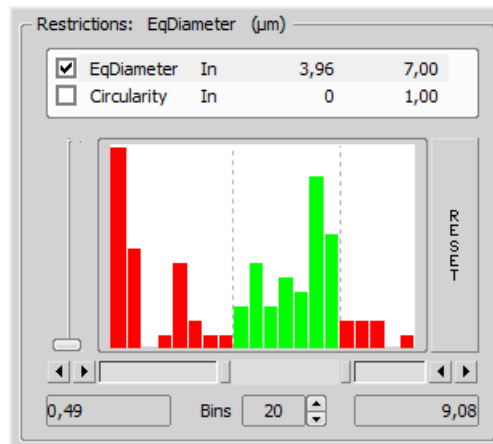 Restrictions: EqDiameter (µm)
EqDiameter In 3,96 7,00
Circularity In 0 1,00
RESET
0,49 Bins 20 9,08